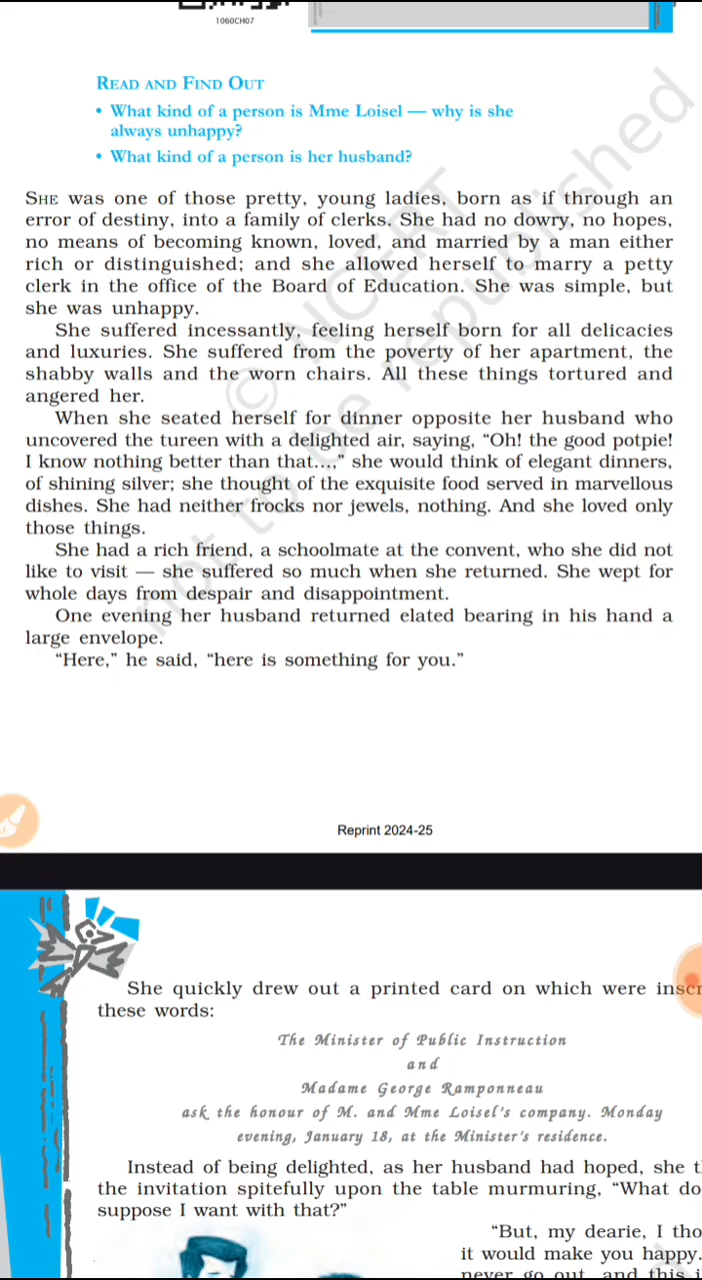 1060CH07
READ AND FIND OUT
• What kind of a person is Mme Loisel — why is she
always unhappy?
• What kind of a person is her husband?
SHE was one of those pretty, young ladies, born as if through an
error of destiny, into a family of clerks. She had no dowry, no hopes,
no means of becoming known, loved, and married by a man either
rich or distinguished; and she allowed herself to marry a petty
clerk in the office of the Board of Education. She was simple, but
she was unhappy.
She suffered incessantly, feeling herself born for all delicacies
and luxuries. She suffered from the poverty of her apartment, the
shabby walls and the worn chairs. All these things tortured and
angered her.
When she seated herself for dinner opposite her husband who
uncovered the tureen with a delighted air, saying, “Oh! the good potpie!
I know nothing better than that...,” she would think of elegant dinners,
of shining silver; she thought of the exquisite food served in marvellous
dishes. She had neither frocks nor jewels, nothing. And she loved only
those things.
She had a rich friend, a schoolmate at the convent, who she did not
like to visit — she suffered so much when she returned. She wept for
whole days from despair and disappointment.
One evening her husband returned elated bearing in his hand a
large envelope.
“Here,” he said, “here is something for you.”
© NCERT
not to be republished
Reprint 2024-25
She quickly drew out a printed card on which were
these words:
The Minister of Public Instruction
and
Madame George Ramponneau
ask the honour of M. and Mme Loisel's company. Monday
evening, January 18, at the Minister's residence.
Instead of being delighted, as her husband had hoped, she
the invitation spitefully upon the table murmuring, “What do
suppose I want with that?”
“But, my dearie, I
it would make you happy.
never go out, and this